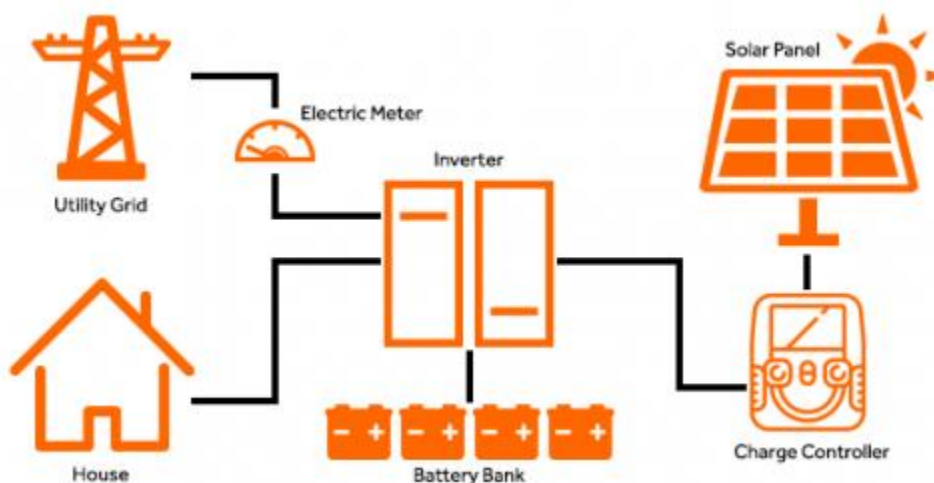 Solar Panel
Electric Meter
Inverter
Utility Grid
- + - + - + - +
House
Battery Bank
Charge Controller